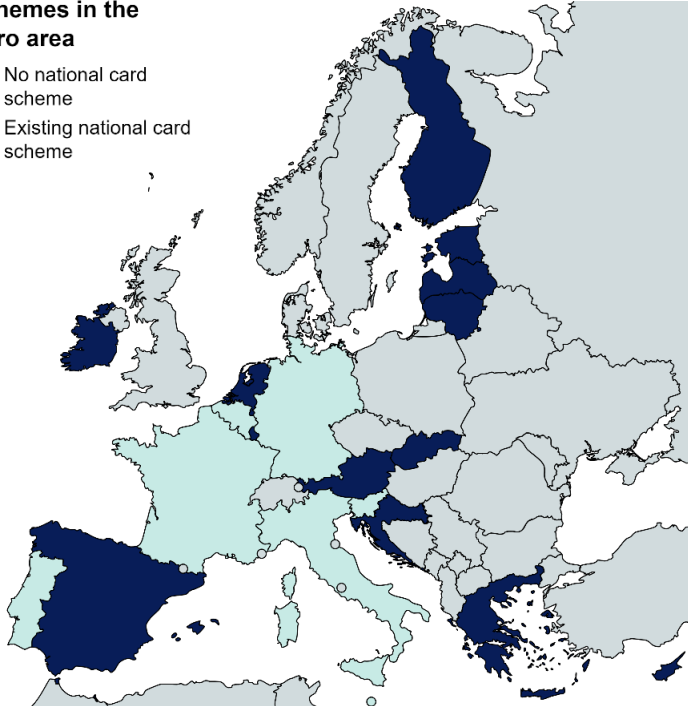 hemes in the
ro area
No national card
scheme
Existing national card
scheme